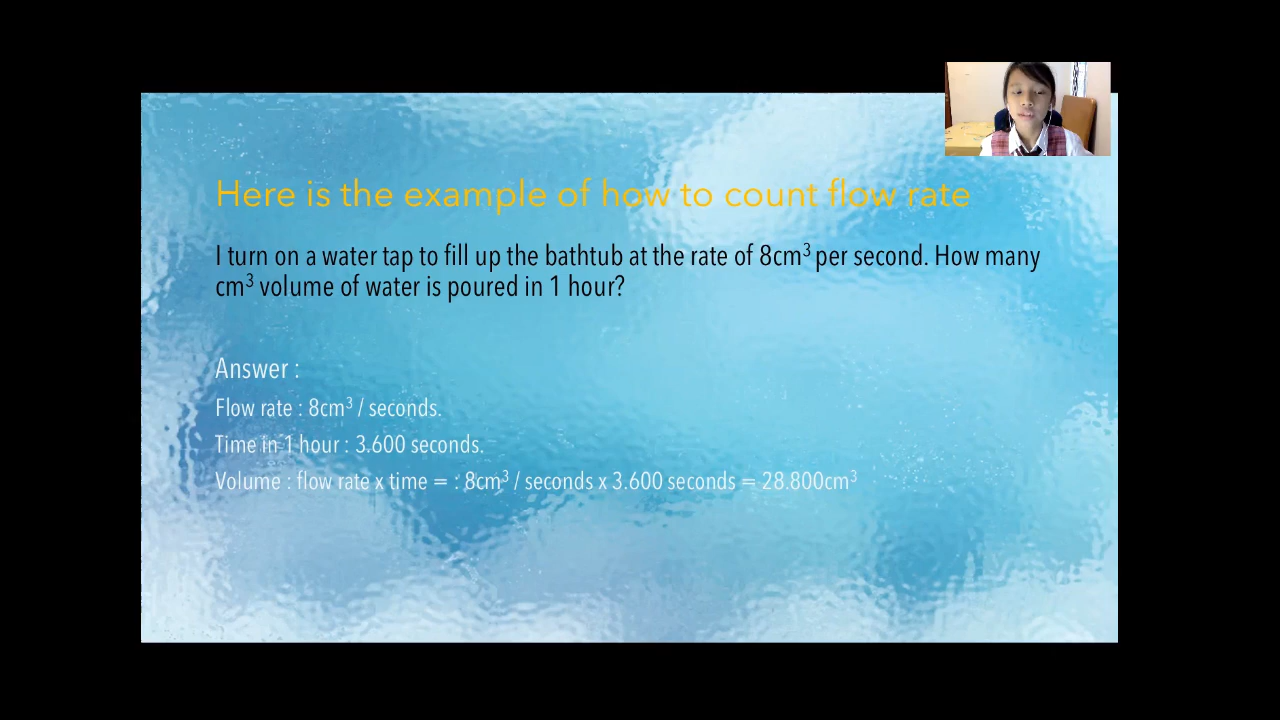 Here is the example of how to count flow rate
I turn on a water tap to fill up the bathtub at the rate of 8cm³ per second. How many
cm³ volume of water is poured in 1 hour?
Answer :
Flow rate : 8cm³ / seconds.
Time in 1 hour : 3.600 seconds.
Volume : flow rate x time = : 8cm³ / seconds x 3.600 seconds = 28.800cm³